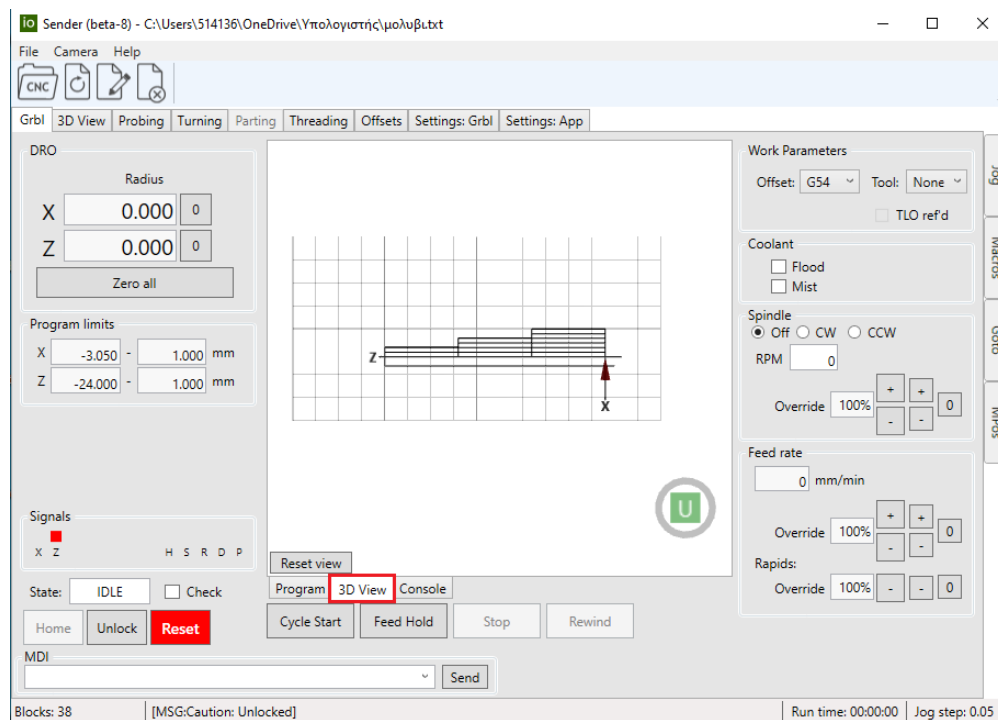 iO Sender (beta-8) - C:\Users\514136\OneDrive\Υπολογιστής\μολυβι.txt
File Camera Help
CNC
Grbl 3D View Probing Turning Parting Threading Offsets Settings: Grbl Settings: App
DRO
Radius
X 0.000 0
Z 0.000 0
Zero all
Program limits
X -3.050 - 1.000 mm
Z -24.000 - 1.000 mm
Signals
X Z H S R D P
State: IDLE Check
Home Unlock Reset
MDI
Send
Z
X
U
Reset view
Program 3D View Console
Cycle Start Feed Hold Stop Rewind
Work Parameters
Offset: G54 Tool: None
TLO ref'd
Coolant
Flood
Mist
Spindle
Off CW CCW
RPM 0
Override 100% + + 0
- -
Feed rate
0 mm/min
Override 100% + + 0
- -
Rapids:
Override 100% - - 0
Jog
Macros
Goto
MPos
Blocks: 38 [MSG:Caution: Unlocked] Run time: 00:00:00 Jog step: 0.05